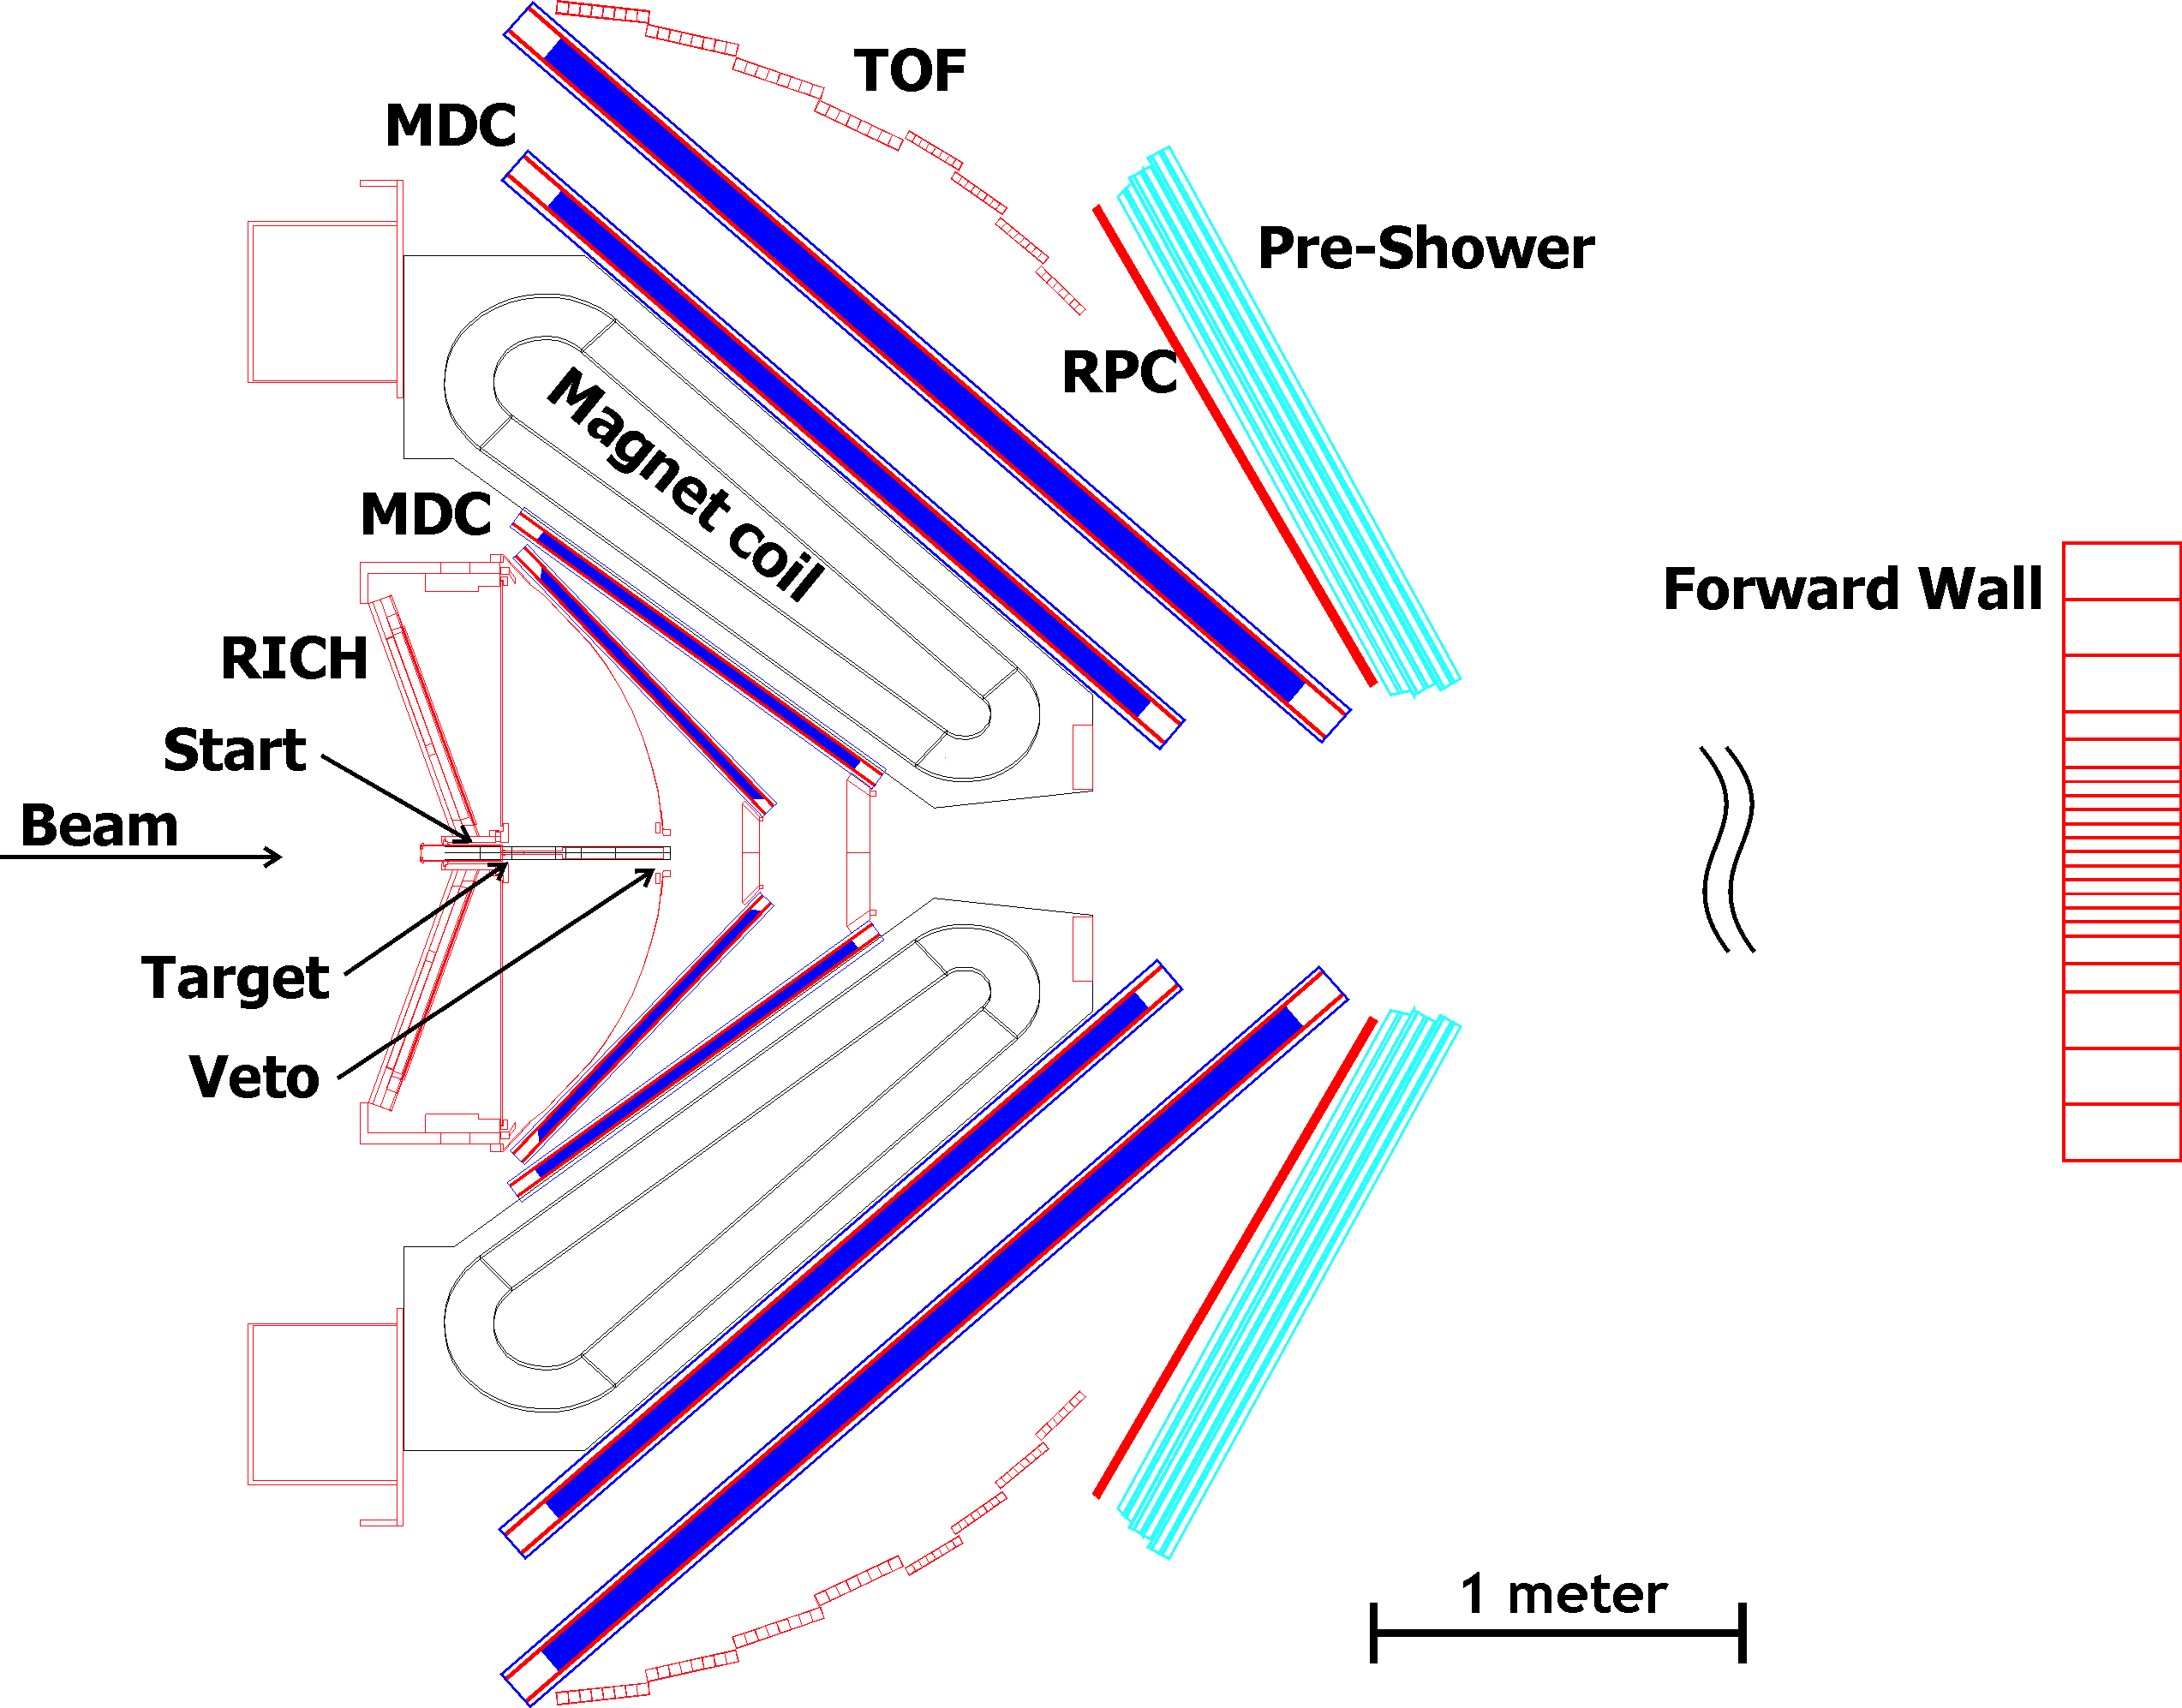 TOF
MDC
Pre-Shower
RPC
Magnet coil
MDC
Forward Wall
RICH
Start
Beam
Target
Veto
1 meter